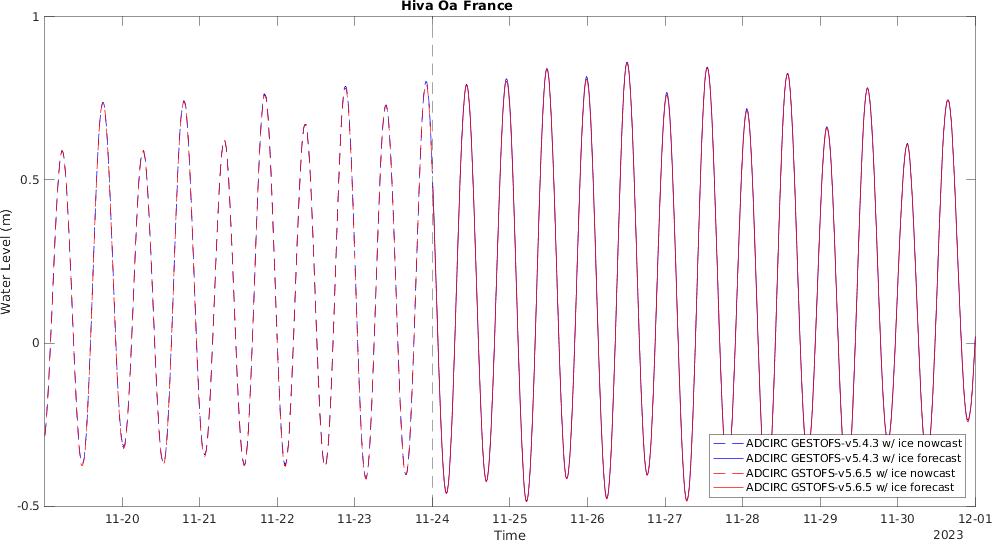 Hiva Oa France
Water Level (m)
1
0.5
0
-0.5
11-20 11-21 11-22 11-23 11-24 11-25 11-26 11-27 11-28 11-29 11-30 12-01
Time
2023
ADCIRC GESTOFS-v5.4.3 w/ ice nowcast
ADCIRC GESTOFS-v5.4.3 w/ ice forecast
ADCIRC GSTOFS-v5.6.5 w/ ice nowcast
ADCIRC GSTOFS-v5.6.5 w/ ice forecast